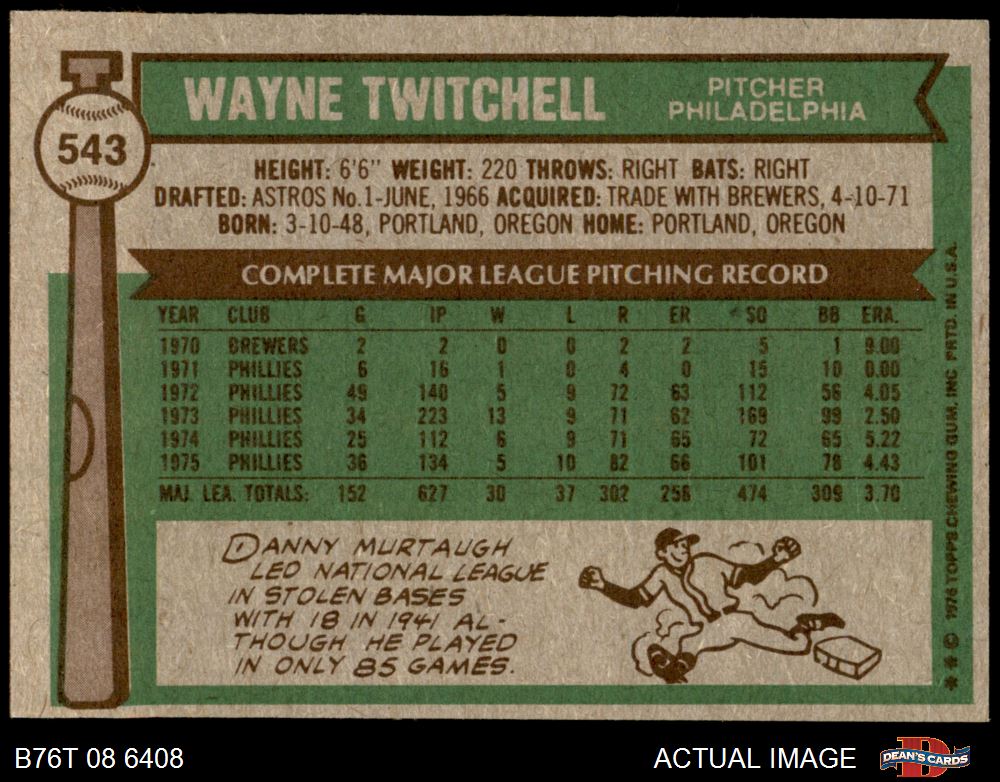 543
WAYNE TWITCHELL
PITCHER
PHILADELPHIA
HEIGHT: 6'6" WEIGHT: 220 THROWS: RIGHT BATS: RIGHT
DRAFTED: ASTROS No.1-JUNE, 1966 ACQUIRED: TRADE WITH BREWERS, 4-10-71
BORN: 3-10-48, PORTLAND, OREGON HOME: PORTLAND, OREGON
COMPLETE MAJOR LEAGUE PITCHING RECORD
YEAR CLUB G IP W L R ER SO BB ERA.
1970 BREWERS 2 2 0 0 2 2 5 1 9.00
1971 PHILLIES 6 16 1 0 4 0 15 10 0.00
1972 PHILLIES 49 140 5 9 72 63 112 56 4.05
1973 PHILLIES 34 223 13 9 71 62 169 99 2.50
1974 PHILLIES 25 112 6 9 71 65 72 65 5.22
1975 PHILLIES 36 134 5 10 82 66 101 78 4.43
MAJ. LEA. TOTALS: 152 627 30 37 302 258 474 309 3.70
DANNY MURTAUGH
LED NATIONAL LEAGUE
IN STOLEN BASES
WITH 18 IN 1941 AL-
THOUGH HE PLAYED
IN ONLY 85 GAMES.
** © 1976 TOPPS CHEWING GUM, INC PRTD. IN U.S.A.
B76T 08 6408
ACTUAL IMAGE
D
DEAN'S CARDS